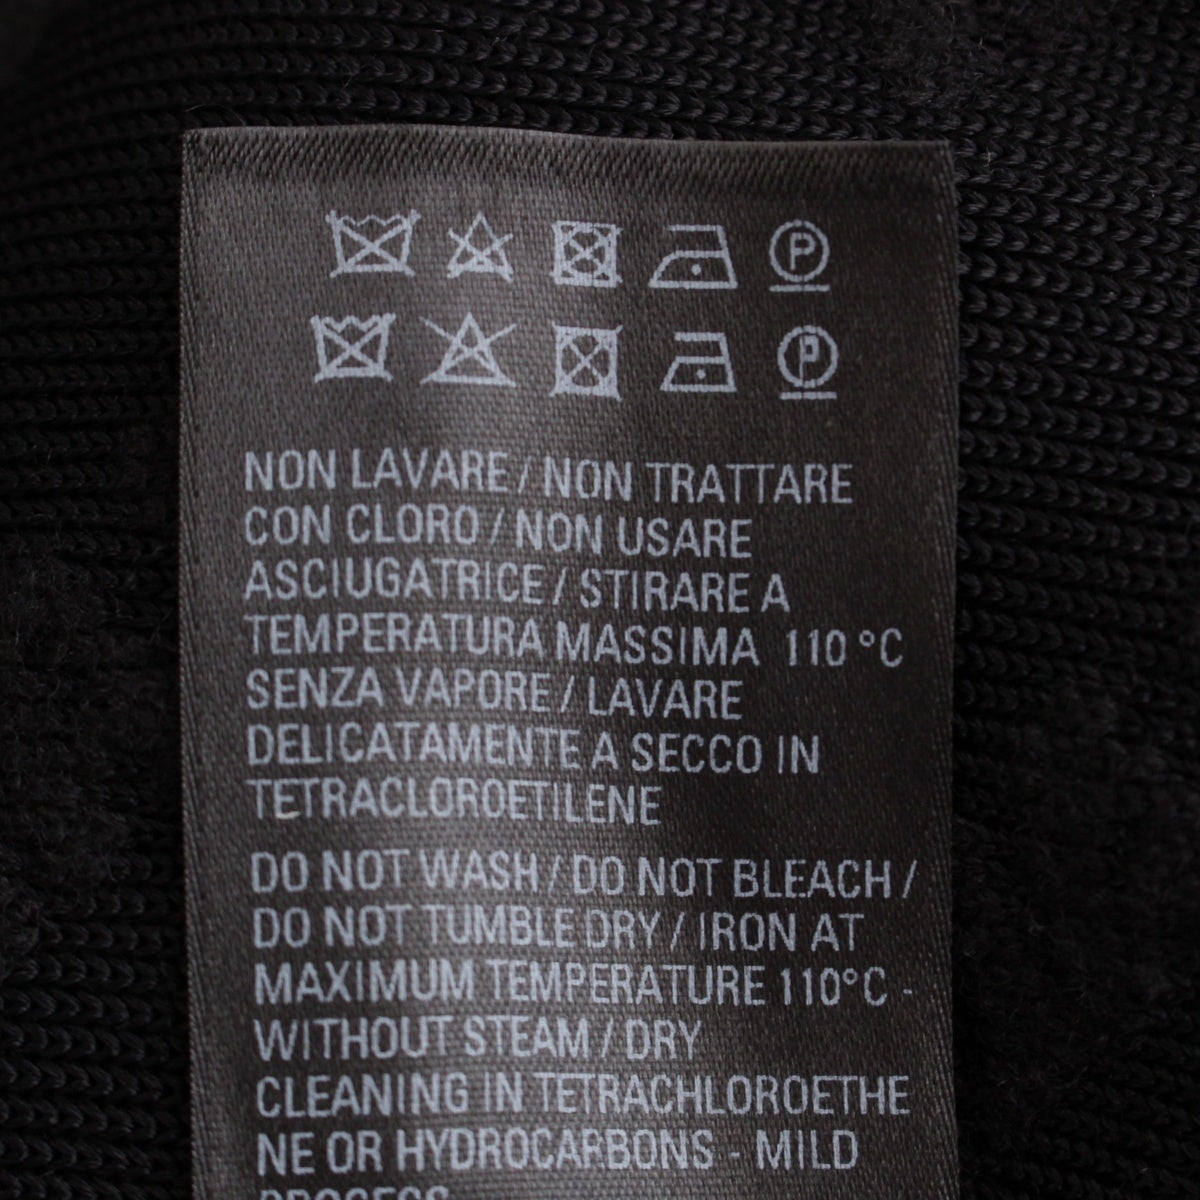 P
P
NON LAVARE / NON TRATTARE
CON CLORO / NON USARE
ASCIUGATRICE / STIRARE A
TEMPERATURA MASSIMA 110 °C
SENZA VAPORE / LAVARE
DELICATAMENTE A SECCO IN
TETRACLOROETILENE
DO NOT WASH / DO NOT BLEACH /
DO NOT TUMBLE DRY / IRON AT
MAXIMUM TEMPERATURE 110°C -
WITHOUT STEAM / DRY
CLEANING IN TETRACHLOROETHE
NE OR HYDROCARBONS - MILD
PROCESS